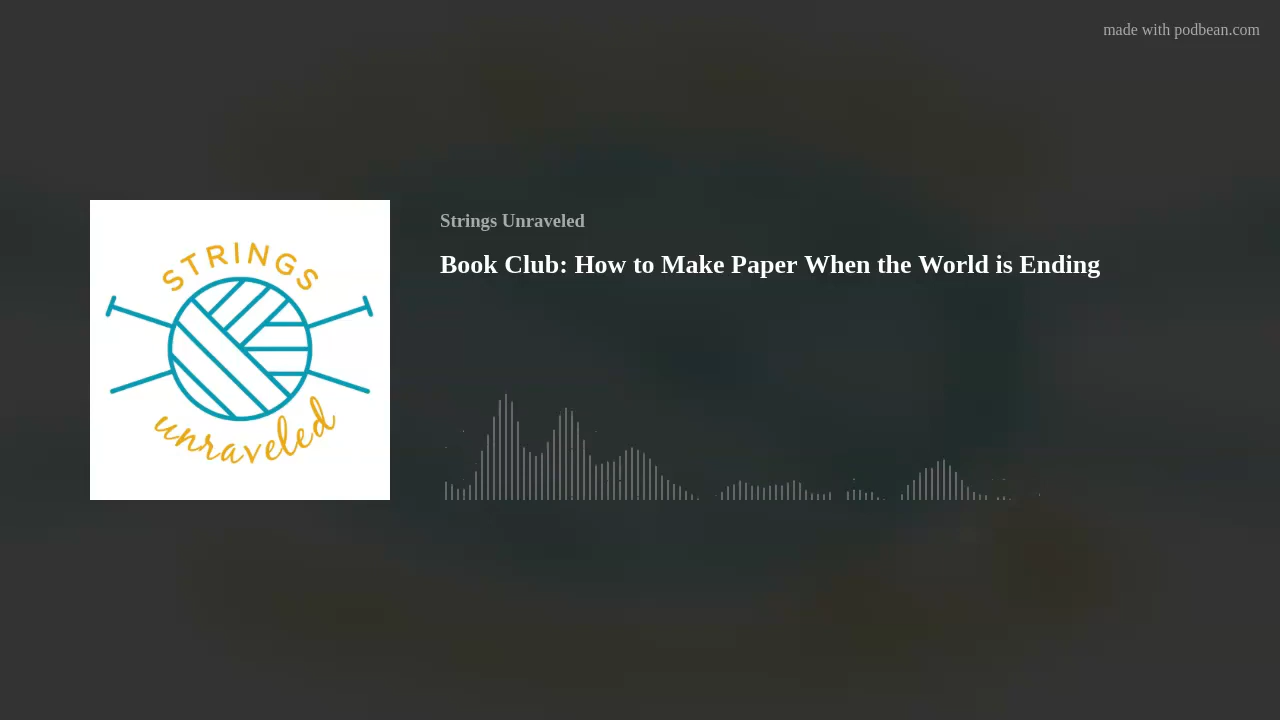 made with podbean.com
STRINGS
unraveled
Strings Unraveled
Book Club: How to Make Paper When the World is Ending